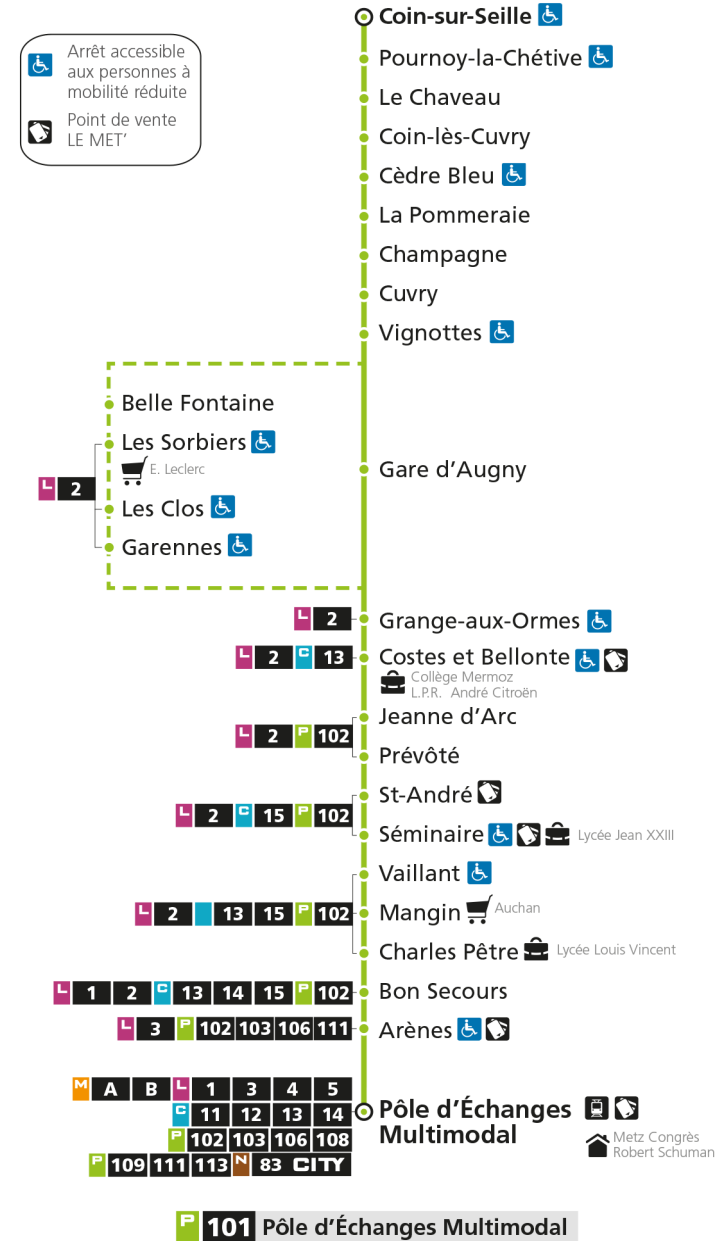 Coin-sur-Seille
Arrêt accessible
aux personnes à
mobilité réduite
Point de vente
LE MET'
Pournoy-la-Chétive
Le Chaveau
Coin-lès-Cuvry
Cèdre Bleu
La Pommeraie
Champagne
Cuvry
Vignottes
Belle Fontaine
Les Sorbiers
E. Leclerc
L 2
Les Clos
Garennes
Gare d'Augny
L 2 Grange-aux-Ormes
L 2 C 13 Costes et Bellonte
Collège Mermoz
L.P.R. André Citroën
Jeanne d'Arc
L 2 P 102
Prévôté
St-André
L 2 C 15 P 102
Séminaire Lycée Jean XXIII
Vaillant
L 2 13 15 P 102 Mangin Auchan
Charles Pêtre Lycée Louis Vincent
L 1 2 C 13 14 15 P 102 Bon Secours
L 3 P 102 103 106 111 Arènes
M A B L 1 3 4 5
C 11 12 13 14
P 102 103 106 108
P 109 111 113 N 83 CITY
Pôle d'Échanges
Multimodal
Metz Congrès
Robert Schuman
P 101 Pôle d'Échanges Multimodal